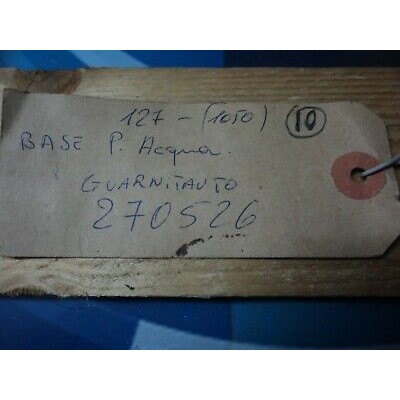 127 - (1050) 10
BASE P. Acqua.
GUARNITAUTO.
270526